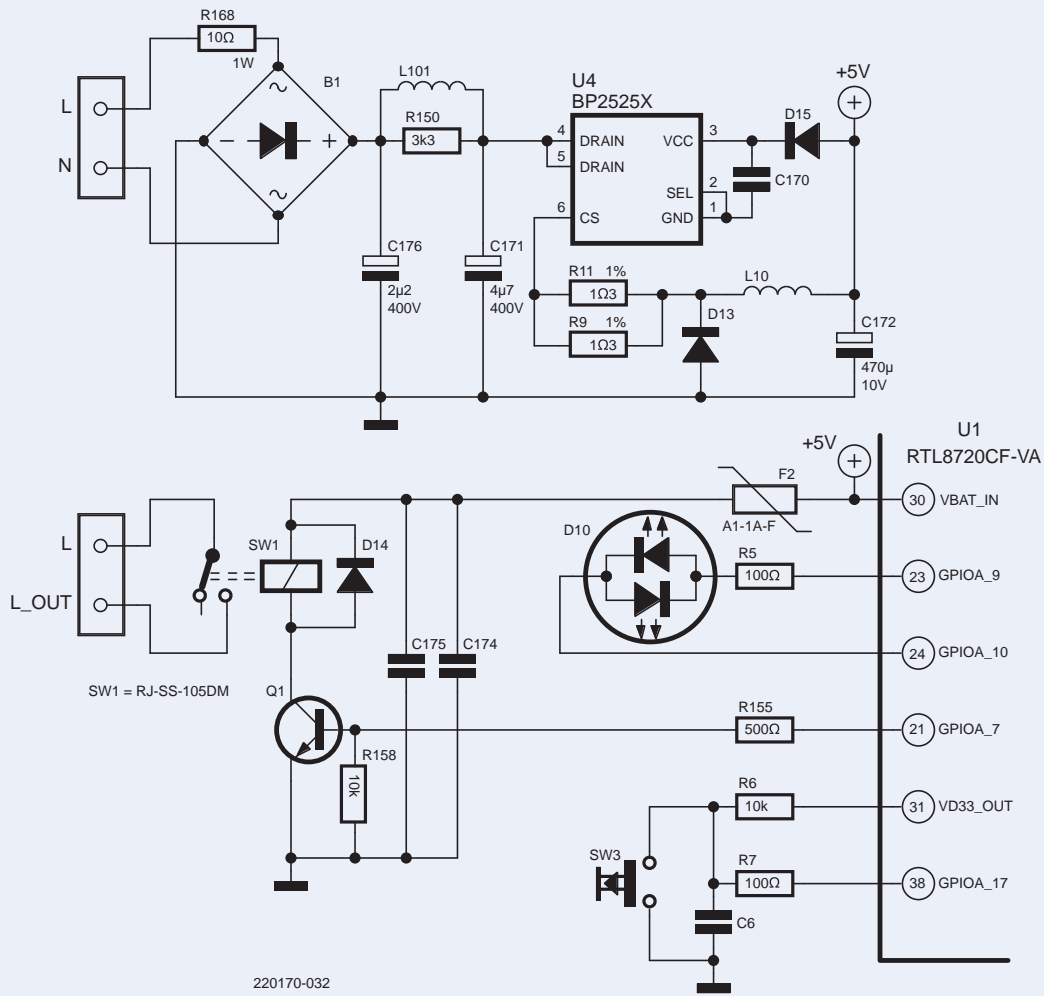 R168
10Ω
1W
B1
L
N
~
~
−
+
L101
R150
3k3
C176
2µ2
400V
C171
4µ7
400V
U4
BP2525X
4
DRAIN
5
DRAIN
6
CS
VCC
3
SEL
2
GND
1
D15
C170
+5V
+
R11 1%
1Ω3
R9 1%
1Ω3
D13
L10
C172
470µ
10V
+5V
+
U1
RTL8720CF-VA
F2
A1-1A-F
30
VBAT_IN
L
L_OUT
SW1
D14
D10
R5
100Ω
23
GPIOA_9
24
GPIOA_10
C175
C174
SW1 = RJ-SS-105DM
Q1
R158
10k
R155
500Ω
21
GPIOA_7
R6
10k
31
VD33_OUT
SW3
R7
100Ω
38
GPIOA_17
C6
220170-032